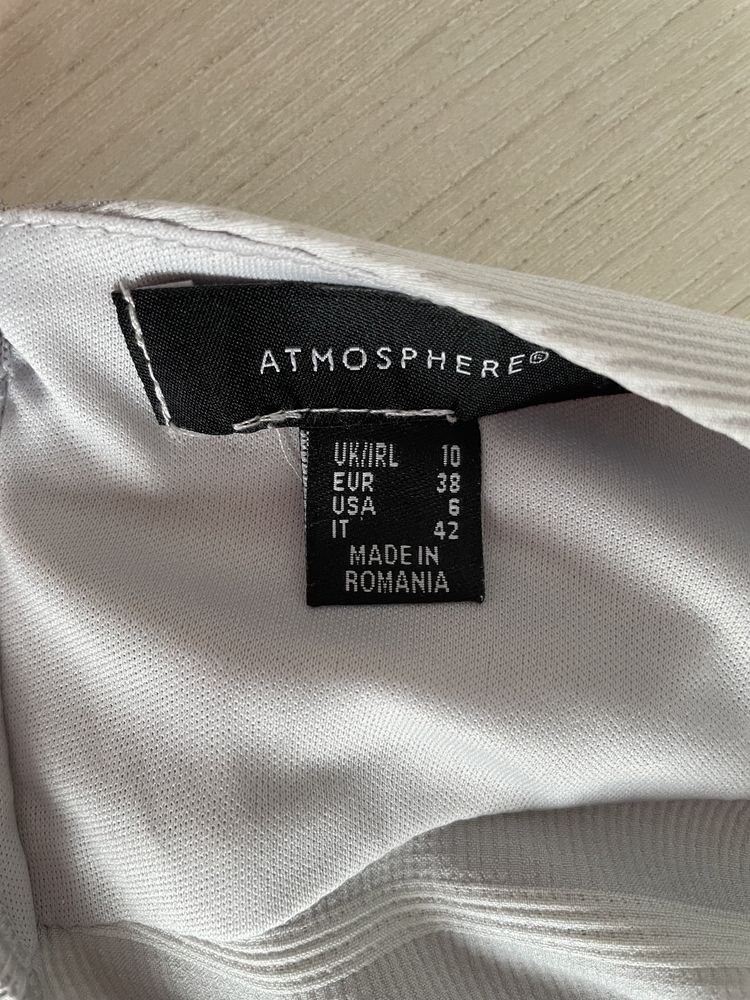 ATMOSPHERE®
UK/IRL 10
EUR 38
USA 6
IT 42
MADE IN
ROMANIA